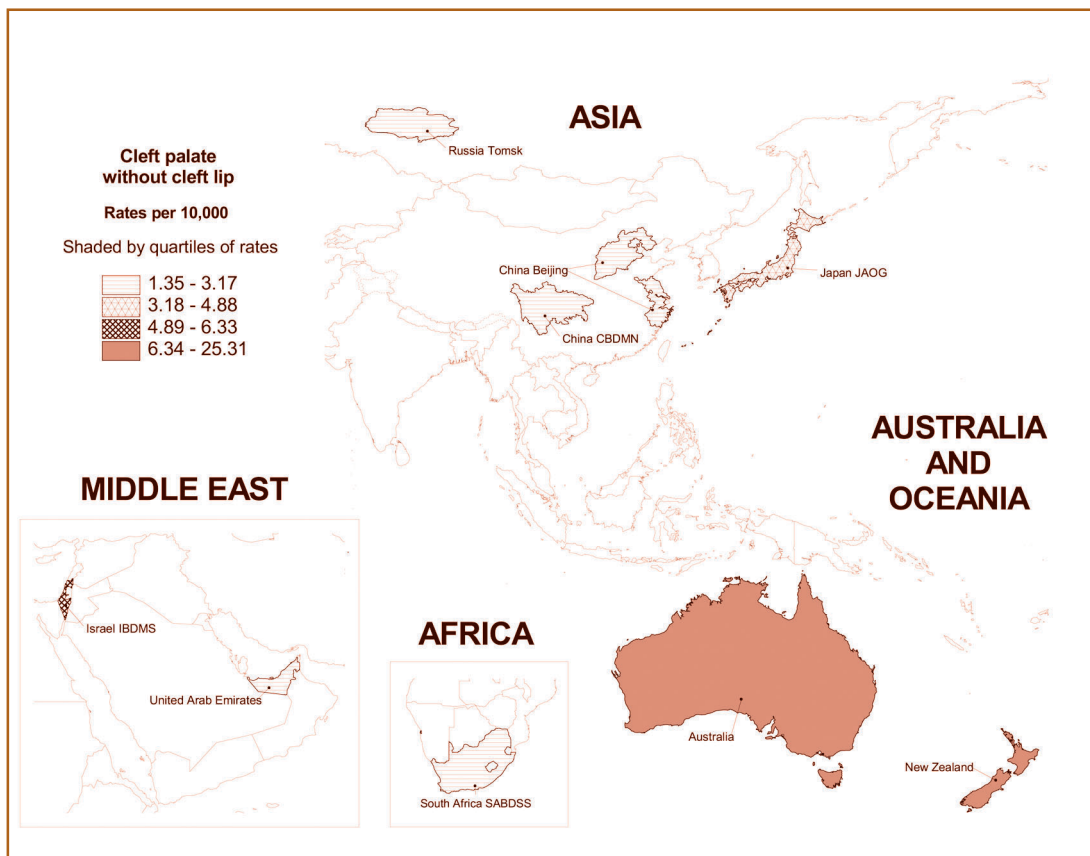 Cleft palate
without cleft lip
Rates per 10,000
Shaded by quartiles of rates
1.35 - 3.17
3.18 - 4.88
4.89 - 6.33
6.34 - 25.31
ASIA
Russia Tomsk
China Beijing
Japan JAOG
China CBDMN
AUSTRALIA
AND
OCEANIA
MIDDLE EAST
Israel IBDMS
United Arab Emirates
AFRICA
South Africa SABDSS
Australia
New Zealand